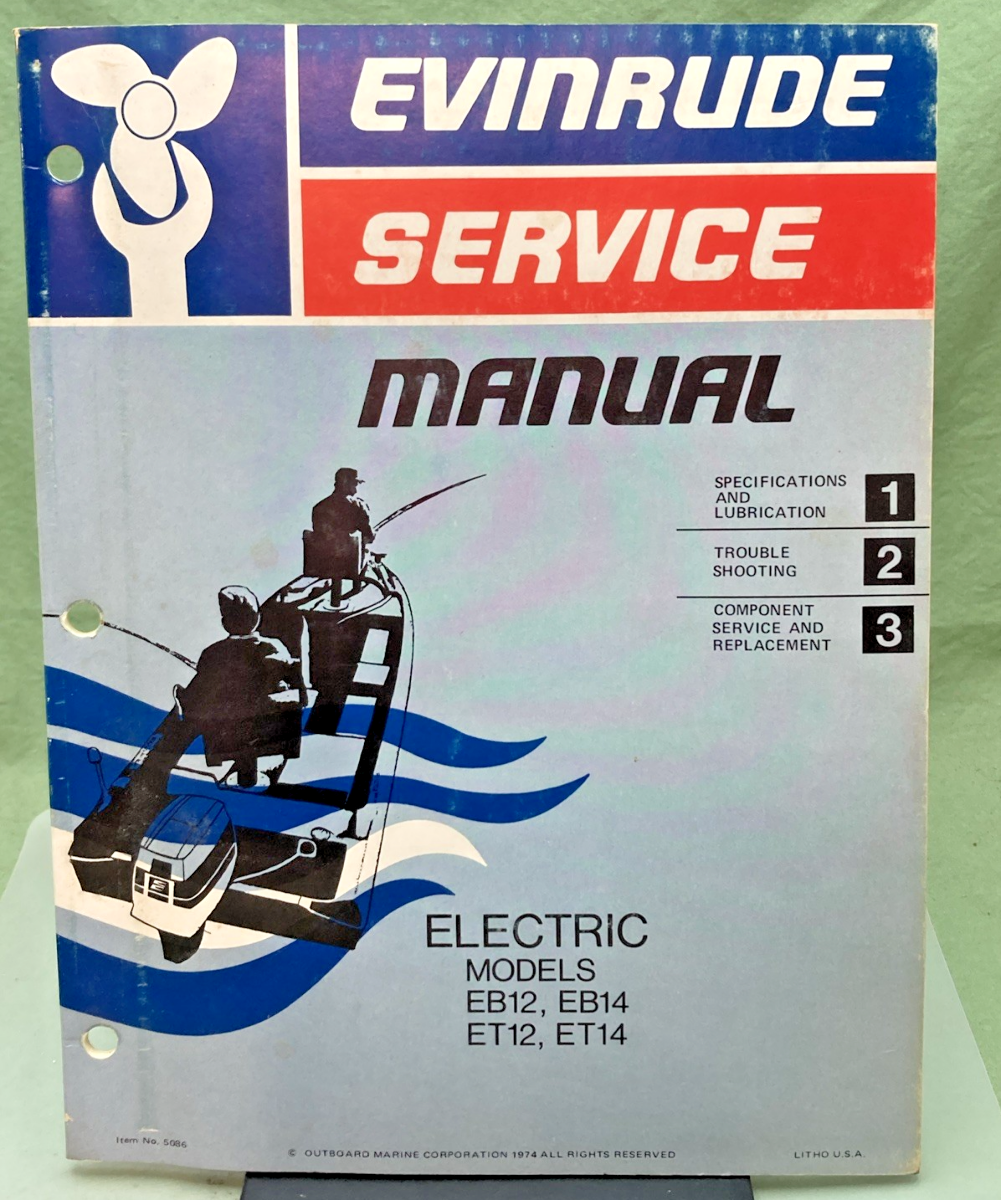 EVINRUDE
SERVICE
MANUAL
SPECIFICATIONS
AND
LUBRICATION
1
TROUBLE
SHOOTING
2
COMPONENT
SERVICE AND
REPLACEMENT
3
ELECTRIC
MODELS
EB12, EB14
ET12, ET14
Item No. 5086
© OUTBOARD MARINE CORPORATION 1974 ALL RIGHTS RESERVED
LITHO U.S.A.